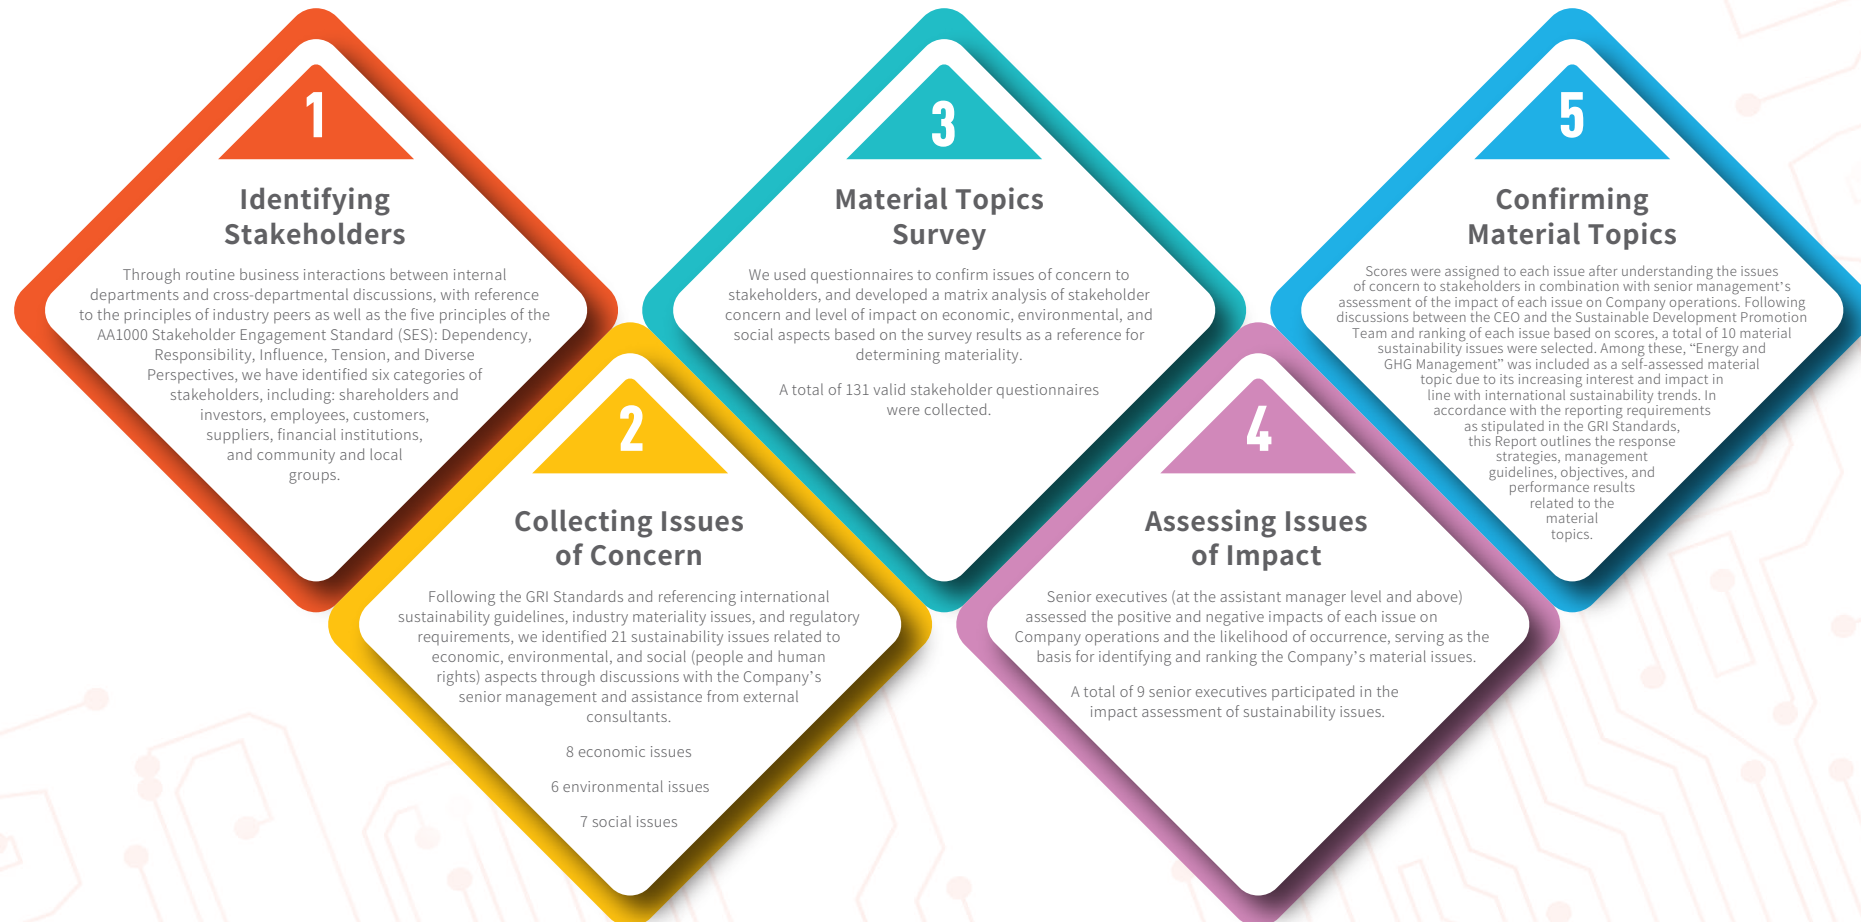 1
Identifying
Stakeholders
Through routine business interactions between internal
departments and cross-departmental discussions, with reference
to the principles of industry peers as well as the five principles of the
AA1000 Stakeholder Engagement Standard (SES): Dependency,
Responsibility, Influence, Tension, and Diverse
Perspectives, we have identified six categories of
stakeholders, including: shareholders and
investors, employees, customers,
suppliers, financial institutions,
and community and local
groups.
2
Collecting Issues
of Concern
Following the GRI Standards and referencing international
sustainability guidelines, industry materiality issues, and regulatory
requirements, we identified 21 sustainability issues related to
economic, environmental, and social (people and human
rights) aspects through discussions with the Company's
senior management and assistance from external
consultants.
8 economic issues
6 environmental issues
7 social issues
3
Material Topics
Survey
We used questionnaires to confirm issues of concern to
stakeholders, and developed a matrix analysis of stakeholder
concern and level of impact on economic, environmental, and
social aspects based on the survey results as a reference for
determining materiality.
A total of 131 valid stakeholder questionnaires
were collected.
4
Assessing Issues
of Impact
Senior executives (at the assistant manager level and above)
assessed the positive and negative impacts of each issue on
Company operations and the likelihood of occurrence, serving as the
basis for identifying and ranking the Company's material issues.
A total of 9 senior executives participated in the
impact assessment of sustainability issues.
5
Confirming
Material Topics
Scores were assigned to each issue after understanding the issues
of concern to stakeholders in combination with senior management's
assessment of the impact of each issue on Company operations. Following
discussions between the CEO and the Sustainable Development Promotion
Team and ranking of each issue based on scores, a total of 10 material
sustainability issues were selected. Among these, "Energy and
GHG Management" was included as a self-assessed material
topic due to its increasing interest and impact in
line with international sustainability trends. In
accordance with the reporting requirements
as stipulated in the GRI Standards,
this Report outlines the response
strategies, management
guidelines, objectives, and
performance results
related to the
material
topics.